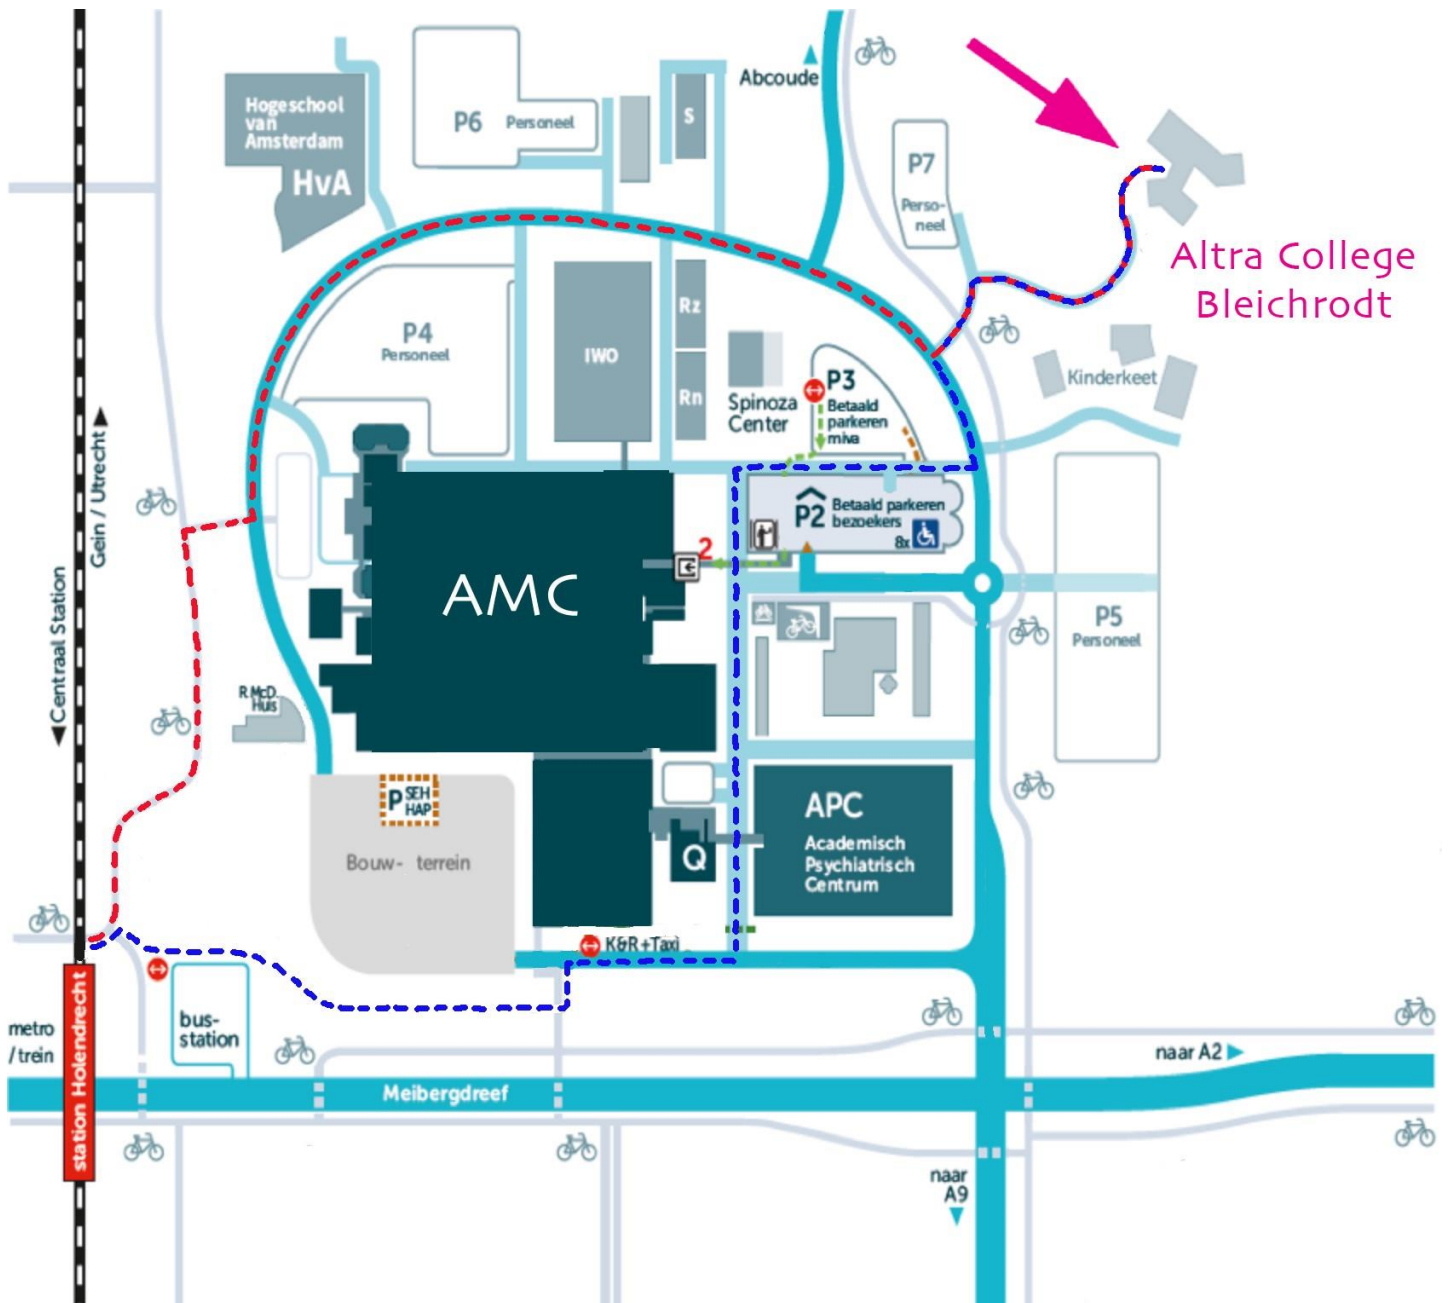 Abcoude
Hogeschool
van
Amsterdam
HvA
P6 Personeel
S
P7
Perso-
neel
Altra College
Bleichrodt
P4
Personeel
IWO
Rz
Rn
Spinoza
Center
P3
Betaald
parkeren
miva
Kinderkeet
Gein / Utrecht
Centraal Station
P2 Betaald parkeren
bezoekers
8x
2
AMC
P5
Personeel
R.McD.
Huis
P SEH
HAP
Bouw- terrein
Q
APC
Academisch
Psychiatrisch
Centrum
K&R+Taxi
metro
/trein
station Holendrecht
bus-
station
naar A2
Meibergdreef
naar
A9